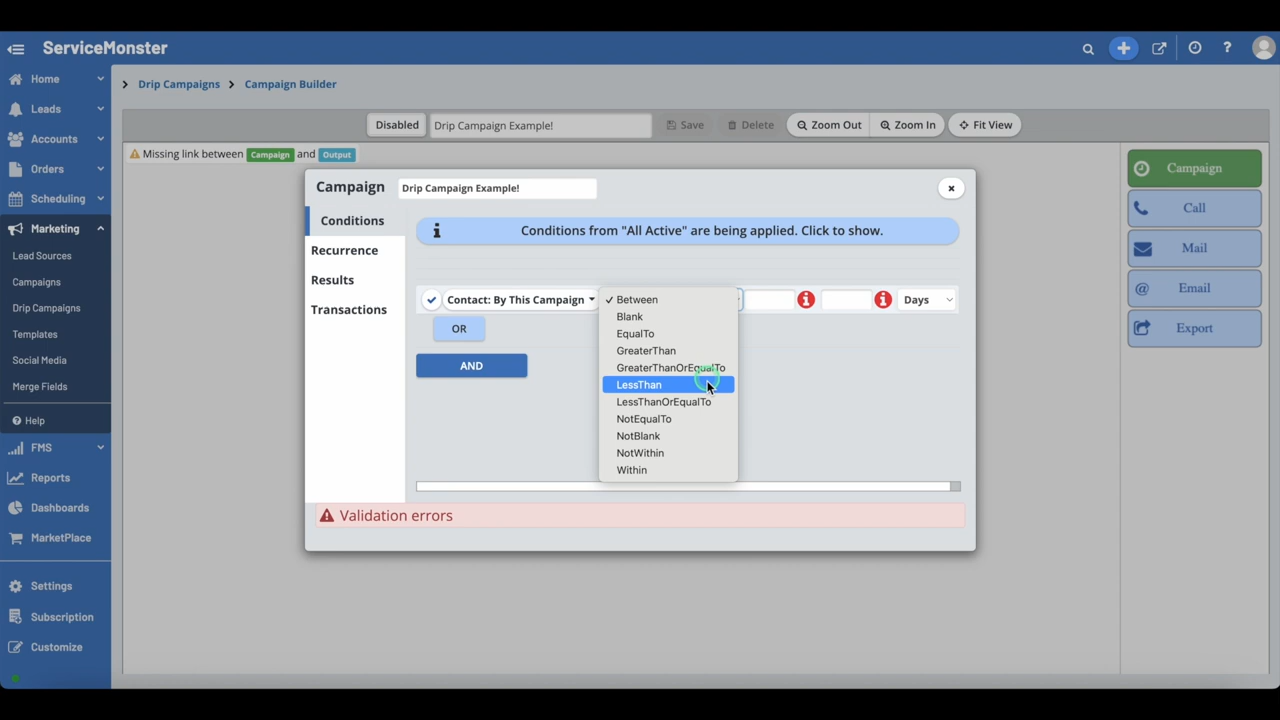 ServiceMonster
Home
Leads
Accounts
Orders
Scheduling
Marketing
Lead Sources
Campaigns
Drip Campaigns
Templates
Social Media
Merge Fields
? Help
FMS
Reports
Dashboards
MarketPlace
Settings
Subscription
Customize
Drip Campaigns > Campaign Builder
Disabled Drip Campaign Example! Save Delete Zoom Out Zoom In Fit View
Missing link between Campaign and Output
Campaign Drip Campaign Example!
Conditions
Recurrence
Results
Transactions
Conditions from "All Active" are being applied. Click to show.
Contact: By This Campaign
Days
OR
AND
✓ Between
Blank
EqualTo
GreaterThan
GreaterThanOrEqualTo
LessThan
LessThanOrEqualTo
NotEqualTo
NotBlank
NotWithin
Within
Validation errors
Campaign
Call
Mail
@ Email
Export